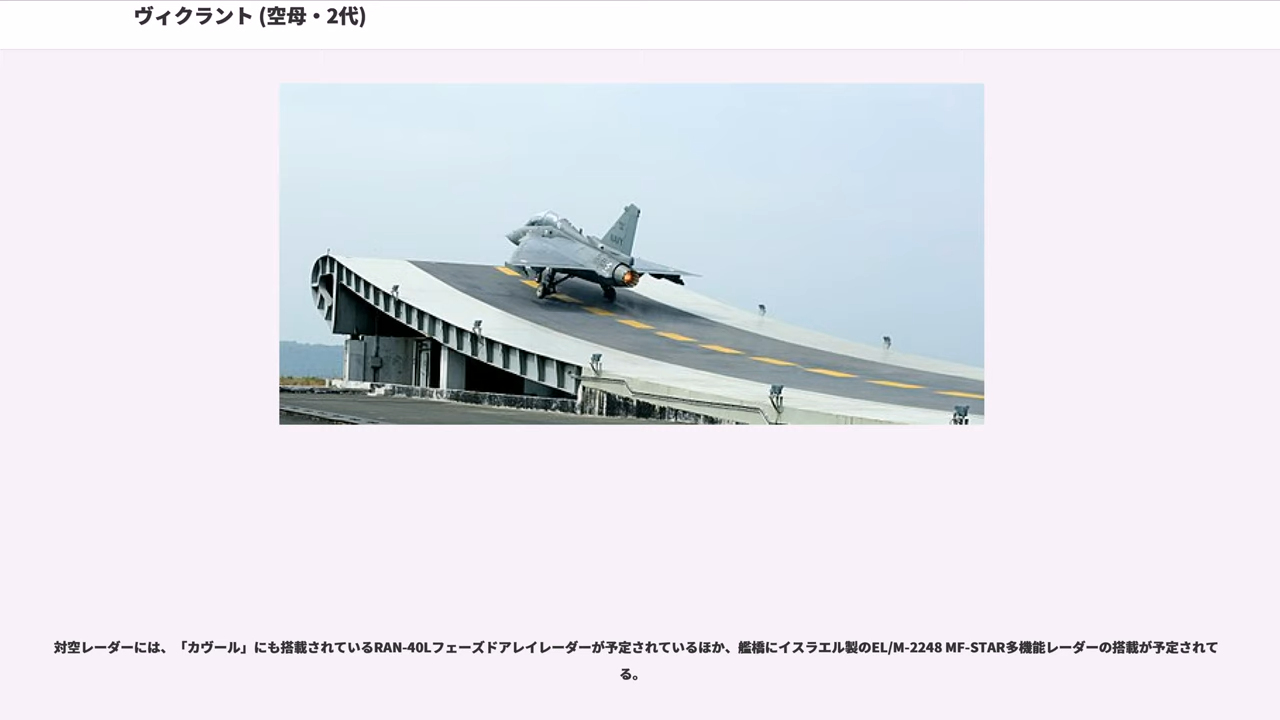 ヴィクラント (空母・2代)
NAVY
対空レーダーには、「カヴール」にも搭載されているRAN-40Lフェーズドアレイレーダーが予定されているほか、艦橋にイスラエル製のEL/M-2248 MF-STAR多機能レーダーの搭載が予定されて
る。